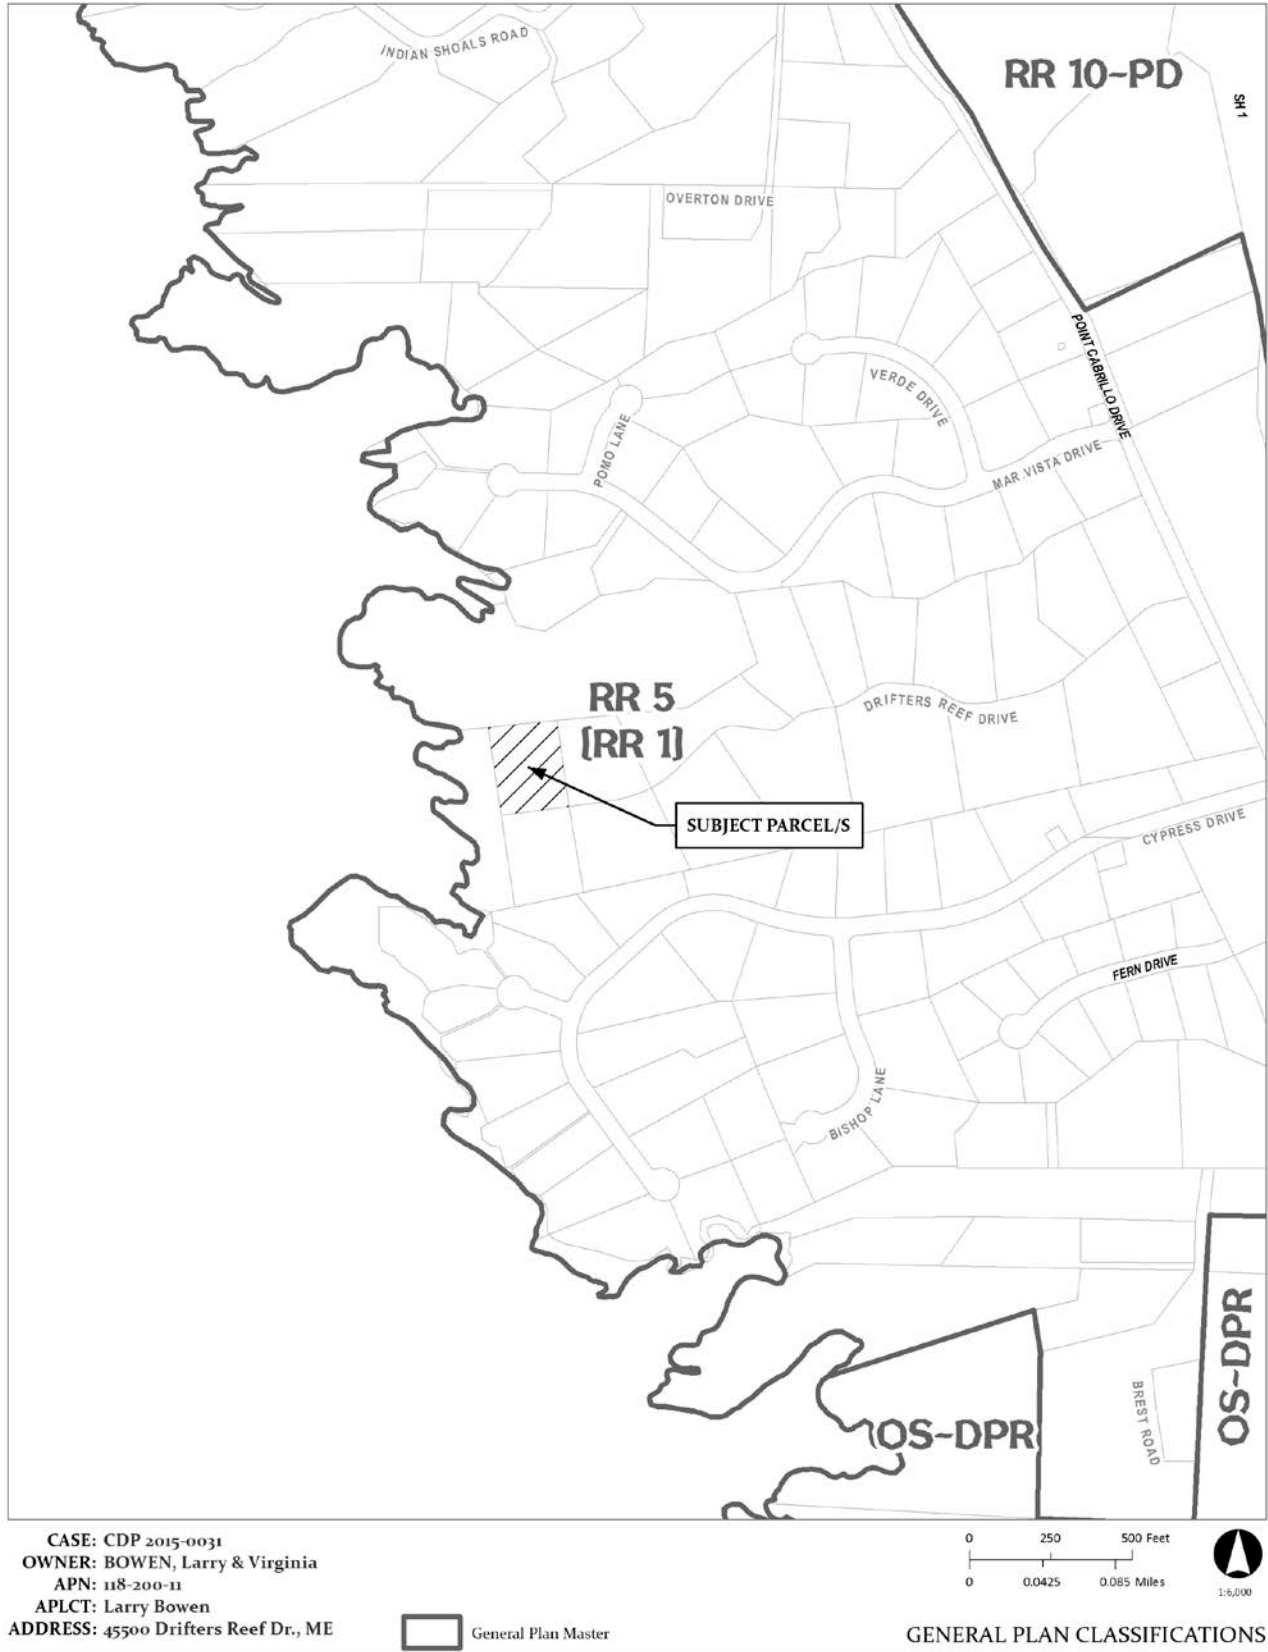 INDIAN SHOALS ROAD
RR 10-PD
SH 1
OVERTON DRIVE
POINT CABRILLO DRIVE
VERDE DRIVE
POMO LANE
MAR VISTA DRIVE
RR 5
[RR 1]
DRIFTERS REEF DRIVE
SUBJECT PARCEL/S
CYPRESS DRIVE
FERN DRIVE
BISHOP LANE
OS-DPR
BREST ROAD
OS-DPR
CASE: CDP 2015-0031
OWNER: BOWEN, Larry & Virginia
APN: 118-200-11
APLCT: Larry Bowen
ADDRESS: 45500 Drifters Reef Dr., ME
General Plan Master
0 250 500 Feet
0 0.0425 0.085 Miles
1:6,000
GENERAL PLAN CLASSIFICATIONS